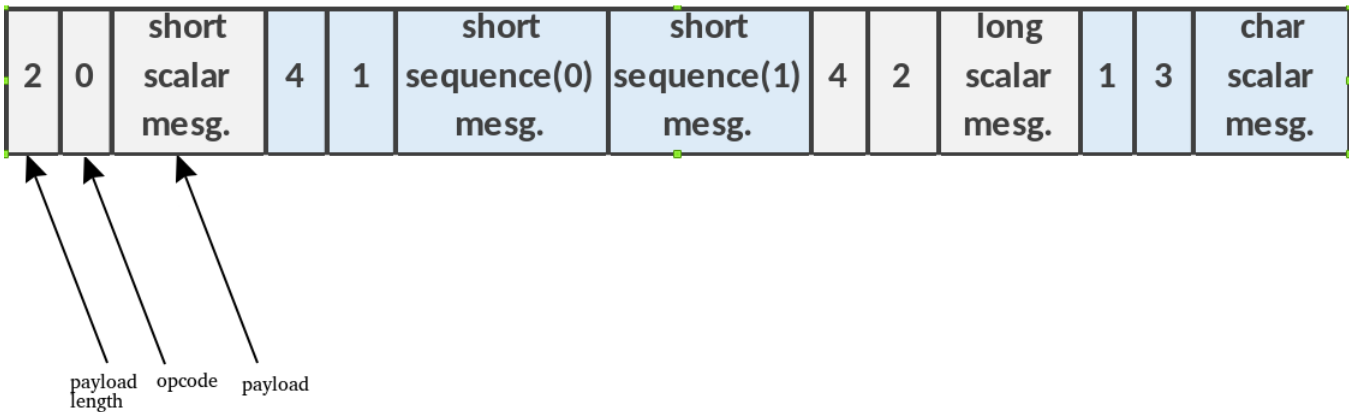 2
0
short
scalar
mesg.
4
1
short
sequence(0)
mesg.
short
sequence(1)
mesg.
4
2
long
scalar
mesg.
1
3
char
scalar
mesg.
payload
length
opcode
payload